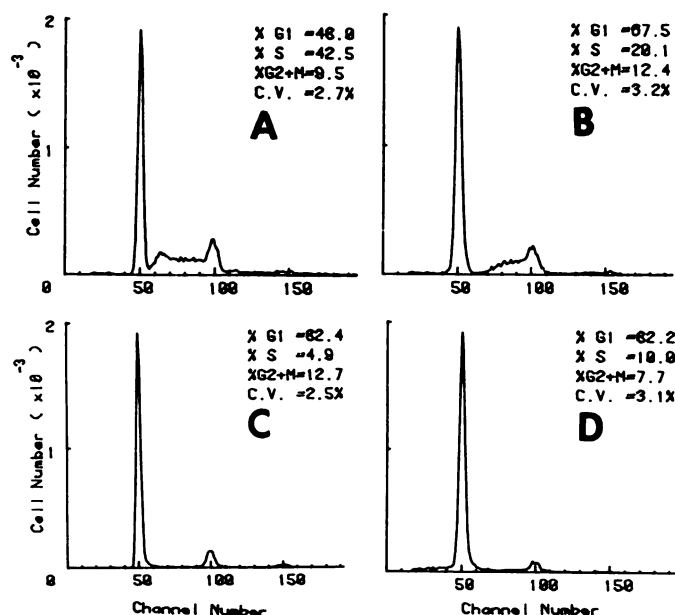 2
1
0
Cell Number ( x10⁻³ )
% G1 =48.0
% S =42.5
%G2+M=9.5
C.V. =2.7%
A
50
100
150
% G1 =67.5
% S =20.1
%G2+M=12.4
C.V. =3.2%
B
50
100
150
2
1
0
Cell Number ( x10⁻³ )
% G1 =82.4
% S =4.9
%G2+M=12.7
C.V. =2.5%
C
50
100
150
Channel Number
% G1 =82.2
% S =10.0
%G2+M=7.7
C.V. =3.1%
D
50
100
150
Channel Number